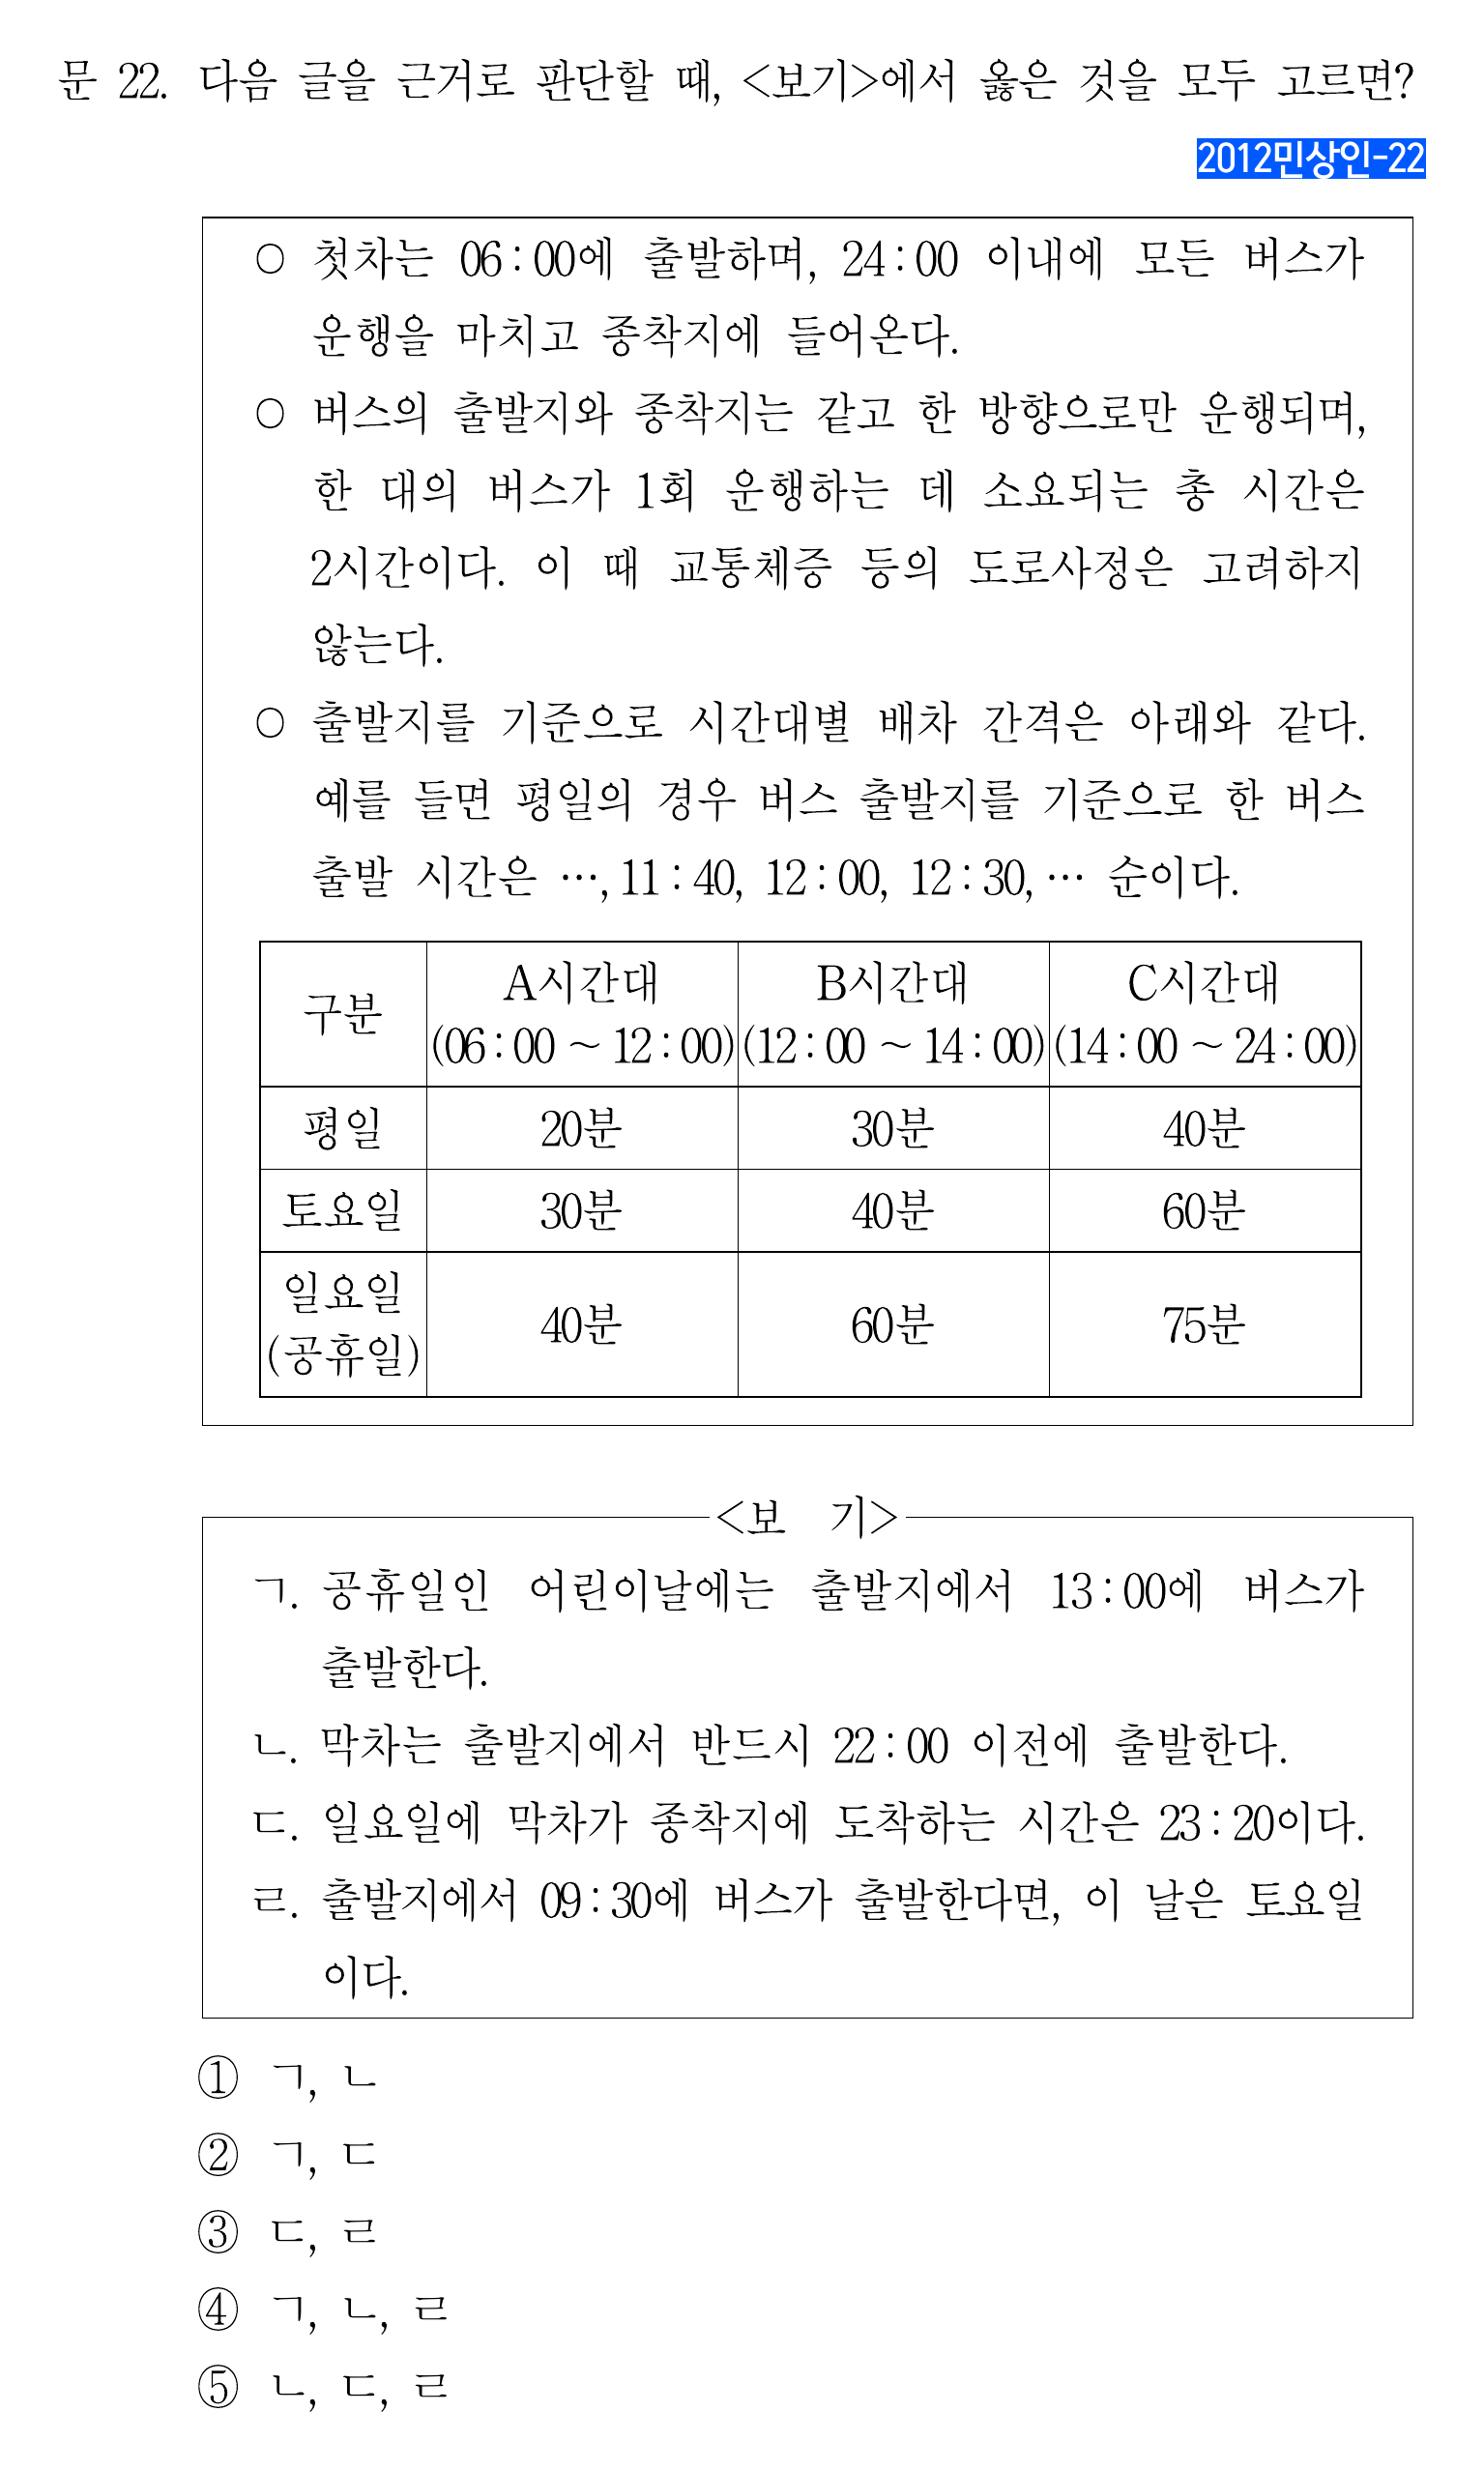 문 22. 다음 글을 근거로 판단할 때, <보기>에서 옳은 것을 모두 고르면?
2012민상인-22
○ 첫차는 06:00에 출발하며, 24:00 이내에 모든 버스가
운행을 마치고 종착지에 들어온다.
○ 버스의 출발지와 종착지는 같고 한 방향으로만 운행되며,
한 대의 버스가 1회 운행하는 데 소요되는 총 시간은
2시간이다. 이 때 교통체증 등의 도로사정은 고려하지
않는다.
○ 출발지를 기준으로 시간대별 배차 간격은 아래와 같다.
예를 들면 평일의 경우 버스 출발지를 기준으로 한 버스
출발 시간은 …, 11:40, 12:00, 12:30, … 순이다.
구분 A시간대 B시간대 C시간대
(06:00 ~ 12:00) (12:00 ~ 14:00) (14:00 ~ 24:00)
평일 20분 30분 40분
토요일 30분 40분 60분
일요일
(공휴일) 40분 60분 75분
<보 기>
ㄱ. 공휴일인 어린이날에는 출발지에서 13:00에 버스가
출발한다.
ㄴ. 막차는 출발지에서 반드시 22:00 이전에 출발한다.
ㄷ. 일요일에 막차가 종착지에 도착하는 시간은 23:20이다.
ㄹ. 출발지에서 09:30에 버스가 출발한다면, 이 날은 토요일
이다.
① ㄱ, ㄴ
② ㄱ, ㄷ
③ ㄷ, ㄹ
④ ㄱ, ㄴ, ㄹ
⑤ ㄴ, ㄷ, ㄹ